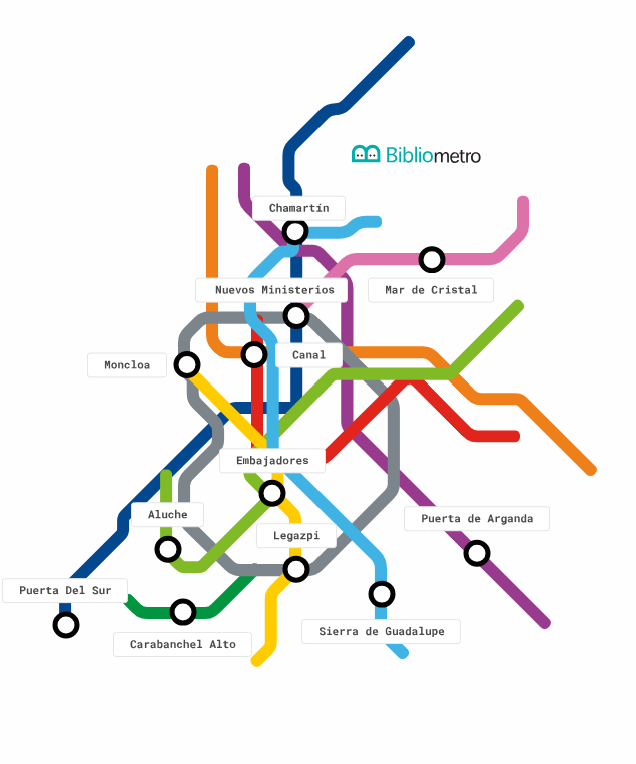 Bibliometro
Chamartín
Nuevos Ministerios
Mar de Cristal
Canal
Moncloa
Embajadores
Aluche
Puerta de Arganda
Legazpi
Puerta Del Sur
Sierra de Guadalupe
Carabanchel Alto